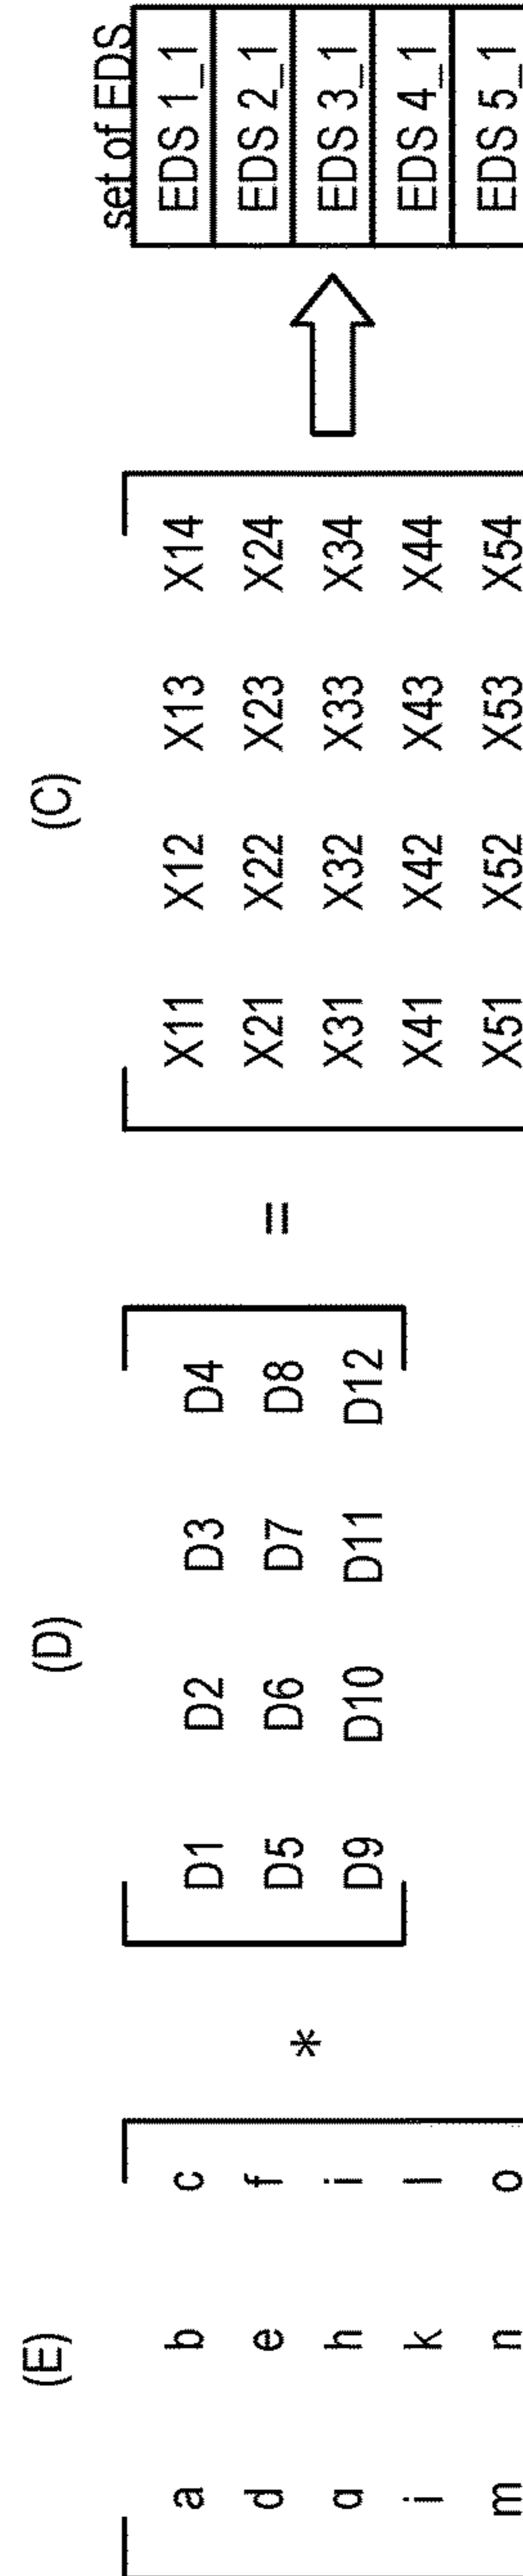 (E) (D) (C) set of EDS
a b c D1 D2 D3 D4 X11 X12 X13 X14 EDS 1_1
d e f * D5 D6 D7 D8 = X21 X22 X23 X24 EDS 2_1
h i D9 D10 D11 D12 X31 X32 X33 X34 EDS 3_1
k l X41 X42 X43 X44 EDS 4_1
m n o X51 X52 X53 X54 EDS 5_1